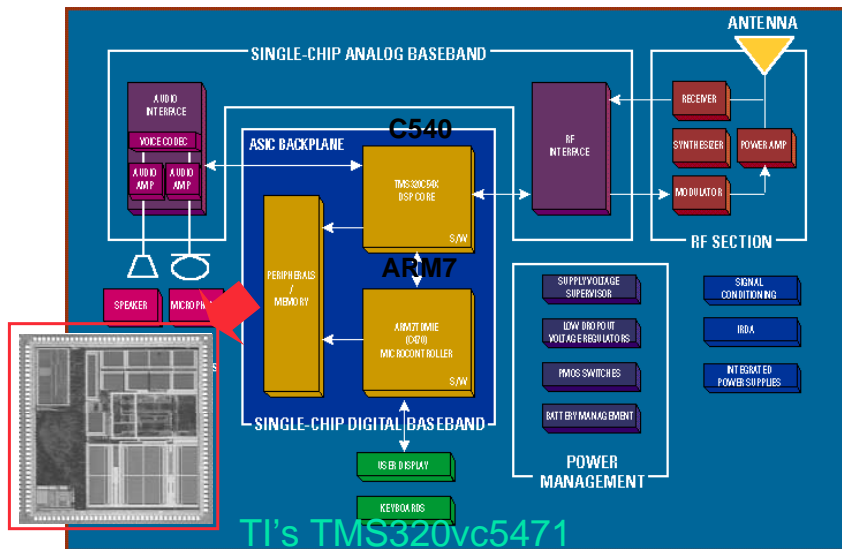 ANTENNA
SINGLE-CHIP ANALOG BASEBAND
AUDIO
INTERFACE
VOICE CODEC
AUDIO
AMP
AUDIO
AMP
ASIC BACKPLANE
C540
TMS320C54X
DSP CORE
S/W
RF
INTERFACE
RECEIVER
SYNTHESIZER
POWER AMP
MODULATOR
RF SECTION
ARM7
PERIPHERALS
/
MEMORY
ARM7TDMIE
(C470)
MICROCONTROLLER
S/W
SINGLE-CHIP DIGITAL BASEBAND
SPEAKER
S
SUPPLY VOLTAGE
SUPERVISOR
LOW DROPOUT
VOLTAGE REGULATORS
PMOS SWITCHES
BATTERY MANAGEMENT
POWER
MANAGEMENT
SIGNAL
CONDITIONING
IRDA
INTEGRATED
POWER SUPPLIES
USER DISPLAY
KEYBOARDS
TI's TMS320vc5471